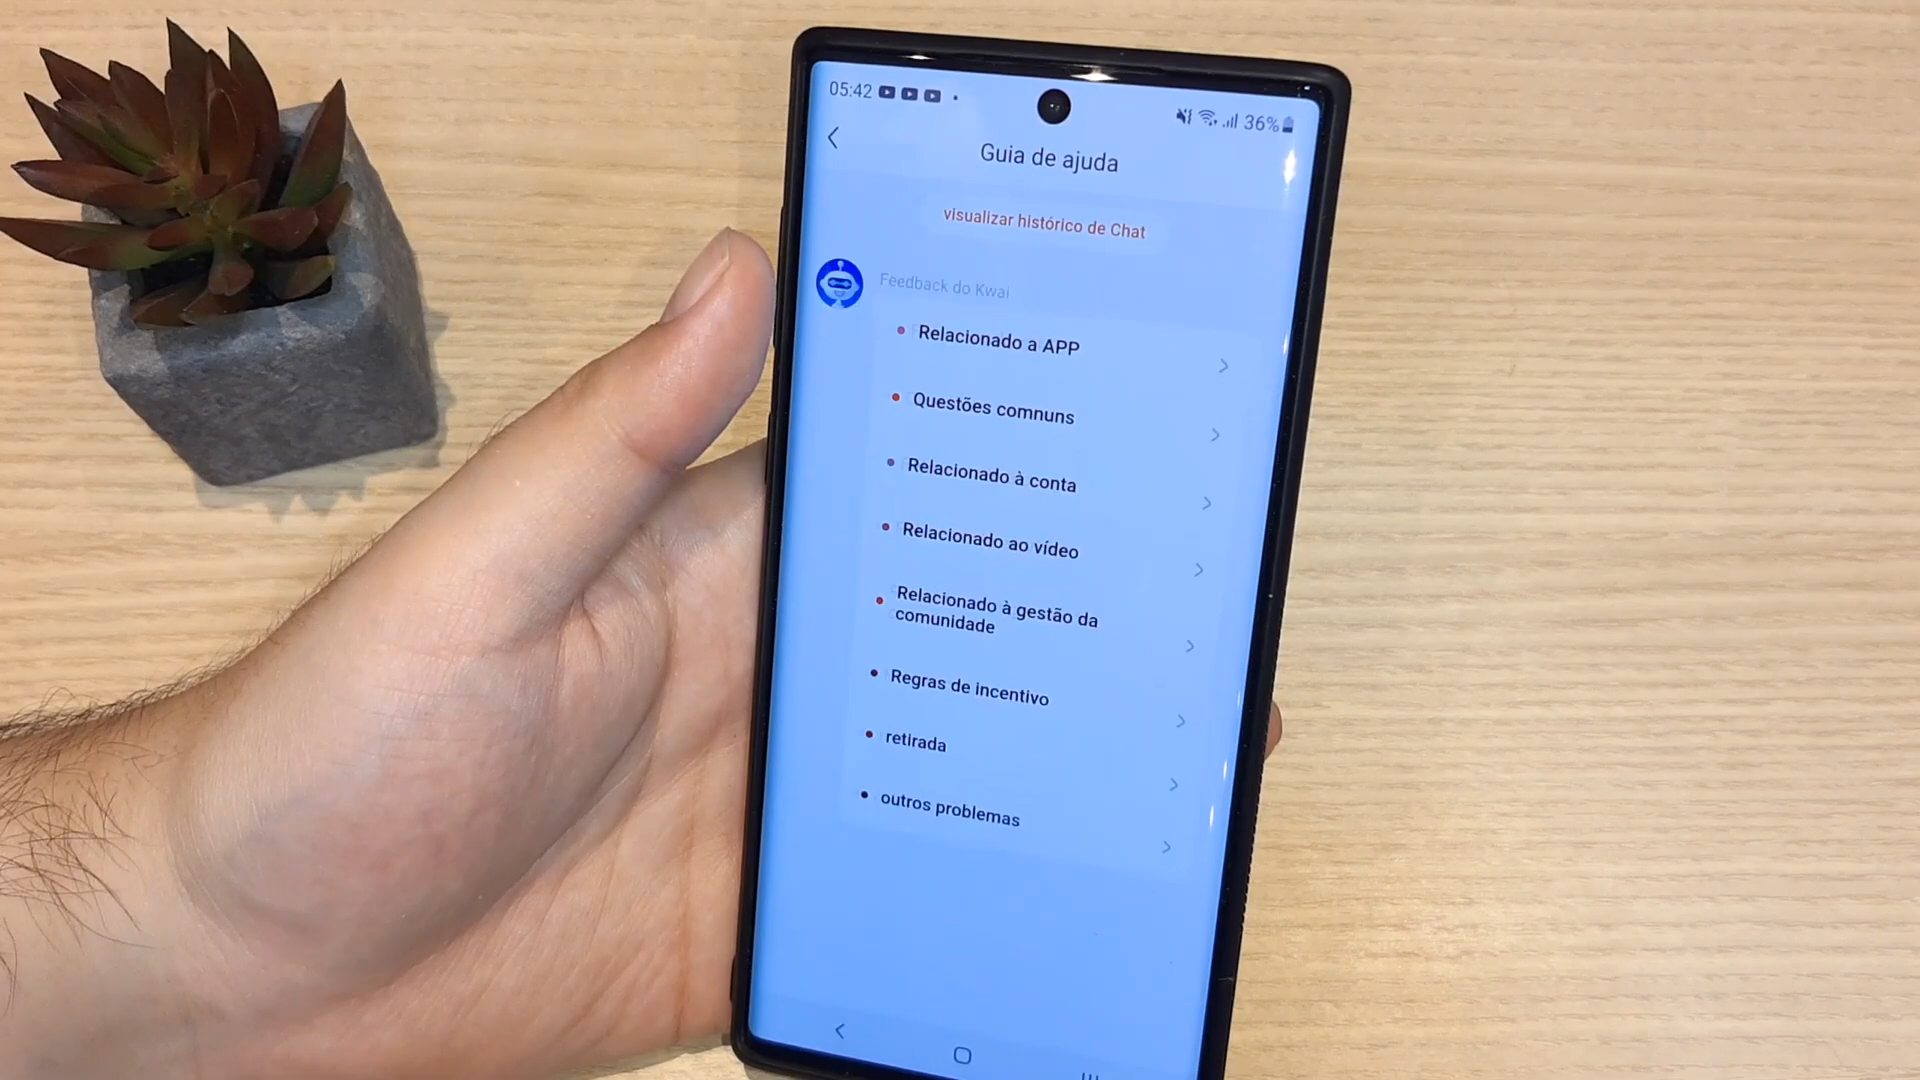 05:42
36%
Guia de ajuda
visualizar histórico de Chat
Feedback do Kwai
Relacionado a APP
Questões comnuns
Relacionado à conta
Relacionado ao vídeo
Relacionado à gestão da
comunidade
Regras de incentivo
retirada
outros problemas